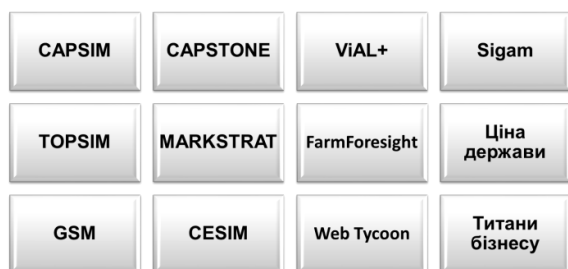 CAPSIM
CAPSTONE
ViAL+
Sigam
TOPSIM
MARKSTRAT
FarmForesight
Ціна
держави
GSM
CESIM
Web Tycoon
Титани
бізнесу